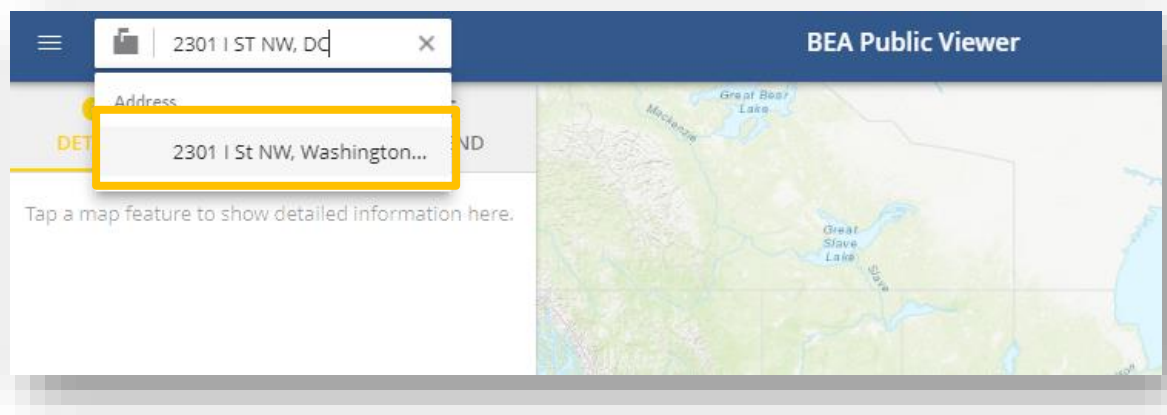 2301 I ST NW, DC
BEA Public Viewer
Address
DET
ND
2301 I St NW, Washington...
Tap a map feature to show detailed information here.
Great Bear
Lake
Mackenzie
Great
Slave
Lake
Slave